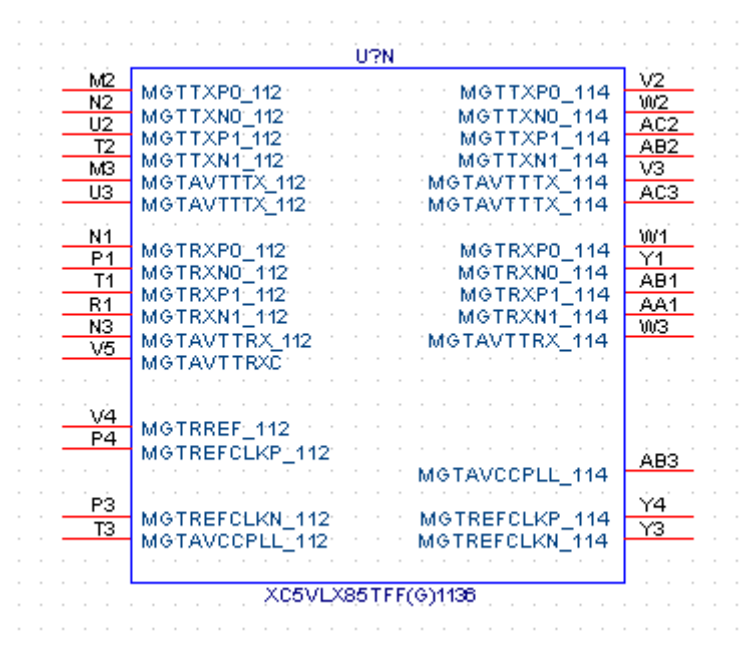 U?N
M2 MGTTXP0_112 MGTTXP0_114 V2
N2 MGTTXN0_112 MGTTXN0_114 W2
U2 MGTTXP1_112 MGTTXP1_114 AC2
T2 MGTTXN1_112 MGTTXN1_114 AB2
M3 MGTAVTTTX_112 MGTAVTTTX_114 V3
U3 MGTAVTTTX_112 MGTAVTTTX_114 AC3
N1 MGTRXP0_112 MGTRXP0_114 W1
P1 MGTRXN0_112 MGTRXN0_114 Y1
T1 MGTRXP1_112 MGTRXP1_114 AB1
R1 MGTRXN1_112 MGTRXN1_114 AA1
N3 MGTAVTTRX_112 MGTAVTTRX_114 W3
V5 MGTAVTTRXC
V4 MGTRREF_112
P4 MGTREFCLKP_112
MGTAVCCPLL_114 AB3
P3 MGTREFCLKN_112 MGTREFCLKP_114 Y4
T3 MGTAVCCPLL_112 MGTREFCLKN_114 Y3
XC5VLX85TFF(G)1136